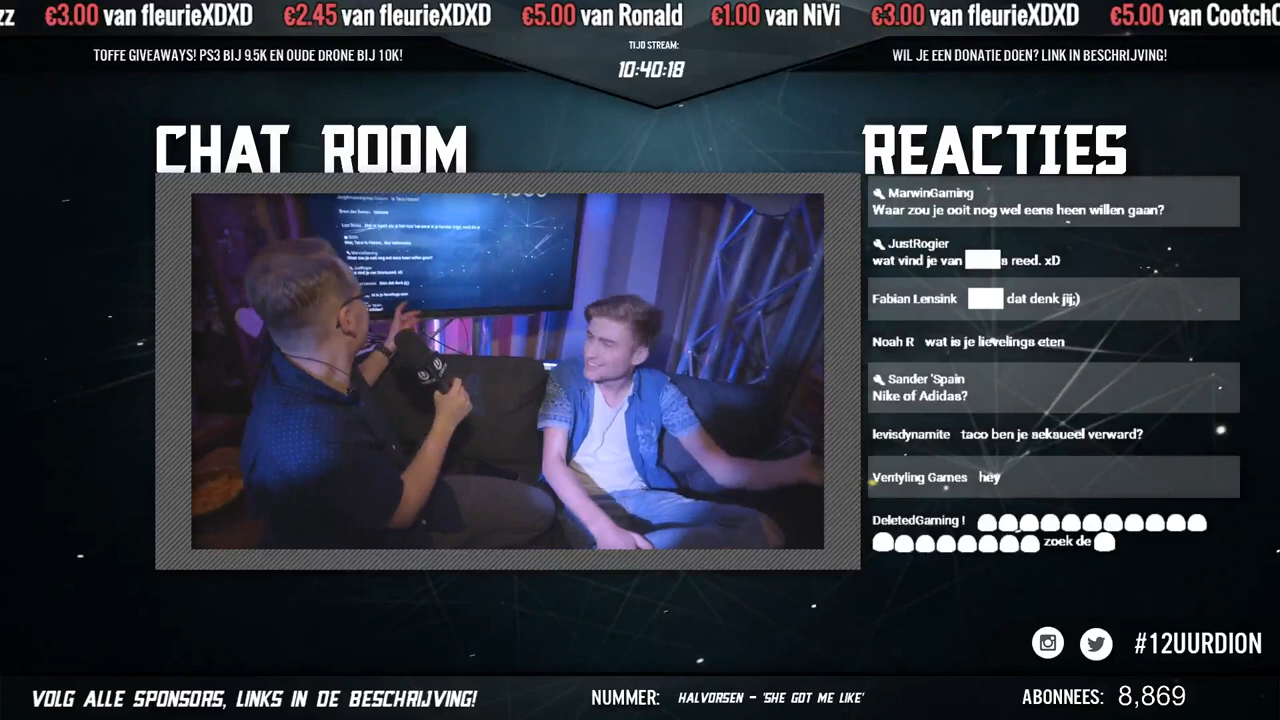 zz €3.00 van fleurieXDXD €2.45 van fleurieXDXD €5.00 van Ronald €1.00 van NiVi €3.00 van fleurieXDXD €5.00 van
TOFFE GIVEAWAYS! PS3 BIJ 9.5K EN OUDE DRONE BIJ 10K!
TIJD STREAM:
10:40:18
WIL JE EEN DONATIE DOEN? LINK IN BESCHRIJVING!
CHAT ROOM
REACTIES
MarwinGaming
Waar zou je ooit nog wel eens heen willen gaan?
JustRogier
wat vind je van s reed. xD
Fabian Lensink dat denk jij;)
Noah R wat is je lievelings eten
Sander 'Spain
Nike of Adidas?
levisdynamite taco ben je seksueel verward?
Ventyling Games hey
DeletedGaming !
zoek de
#12UURDION
VOLG ALLE SPONSORS, LINKS IN DE BESCHRIJVING!
NUMMER: HALVORSEN - 'SHE GOT ME LIKE'
ABONNEES: 8,869